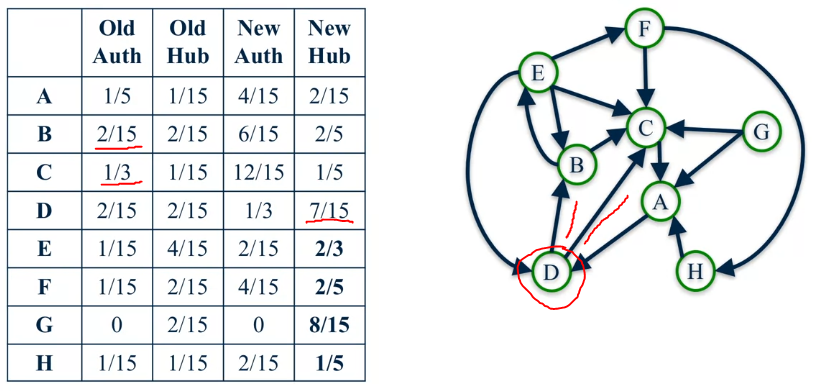 Old Auth Old Hub New Auth New Hub
A 1/5 1/15 4/15 2/15
B 2/15 2/15 6/15 2/5
C 1/3 1/15 12/15 1/5
D 2/15 2/15 1/3 7/15
E 1/15 4/15 2/15 2/3
F 1/15 2/15 4/15 2/5
G 0 2/15 0 8/15
H 1/15 1/15 2/15 1/5
F
E
C
G
B
A
D
H